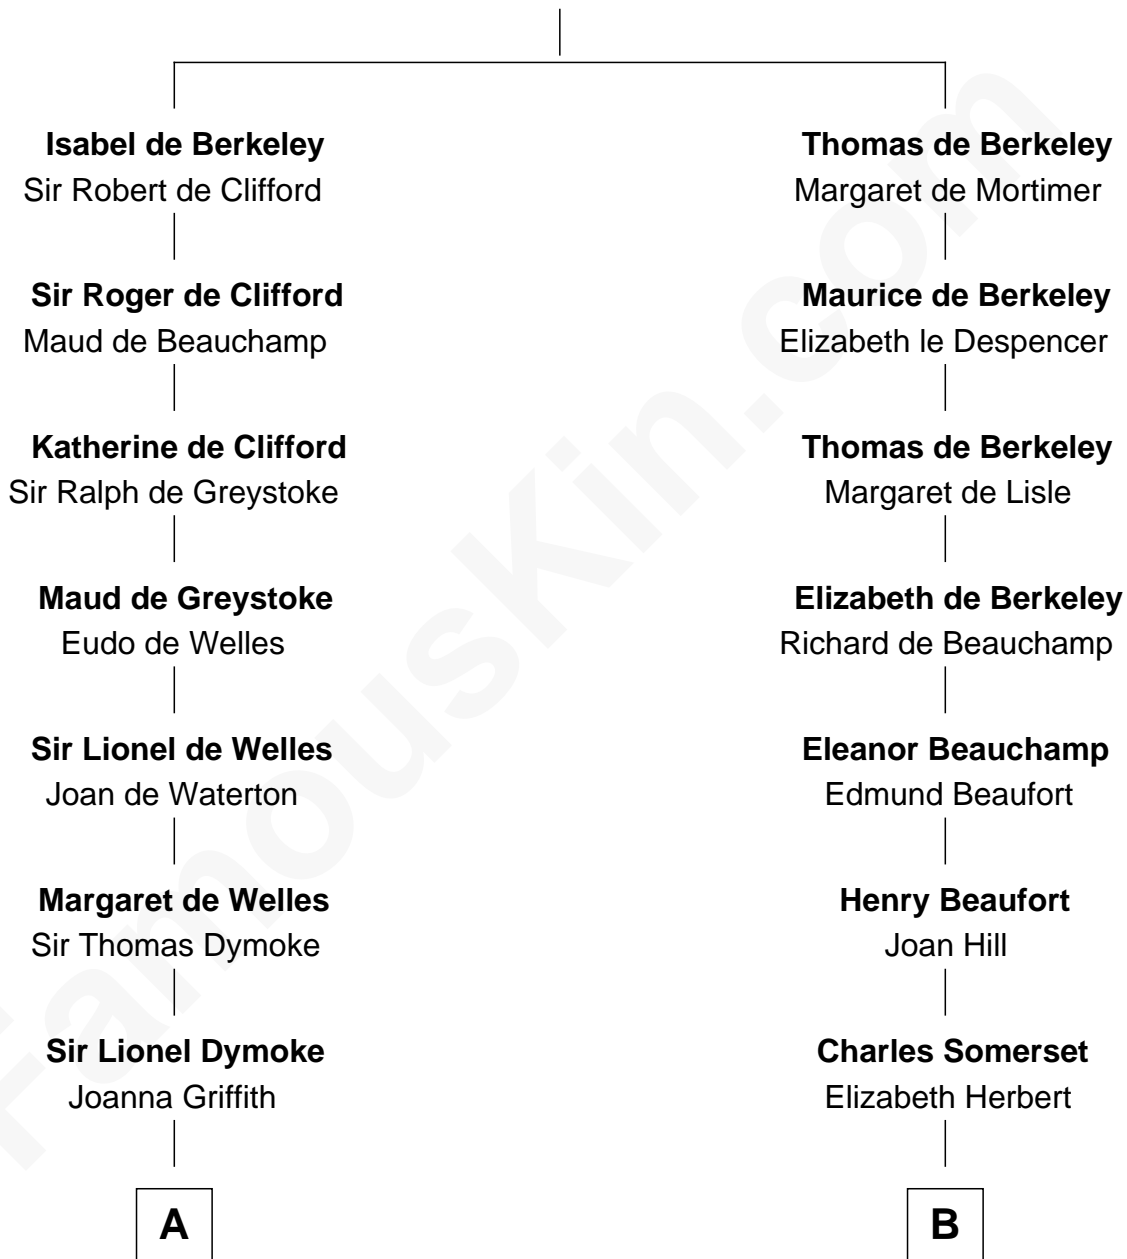 Isabel de Berkeley
Sir Robert de Clifford
Sir Roger de Clifford
Maud de Beauchamp
Katherine de Clifford
Sir Ralph de Greystoke
Maud de Greystoke
Eudo de Welles
Sir Lionel de Welles
Joan de Waterton
Margaret de Welles
Sir Thomas Dymoke
Sir Lionel Dymoke
Joanna Griffith
A
Thomas de Berkeley
Margaret de Mortimer
Maurice de Berkeley
Elizabeth le Despencer
Thomas de Berkeley
Margaret de Lisle
Elizabeth de Berkeley
Richard de Beauchamp
Eleanor Beauchamp
Edmund Beaufort
Henry Beaufort
Joan Hill
Charles Somerset
Elizabeth Herbert
B
FamousKin.com